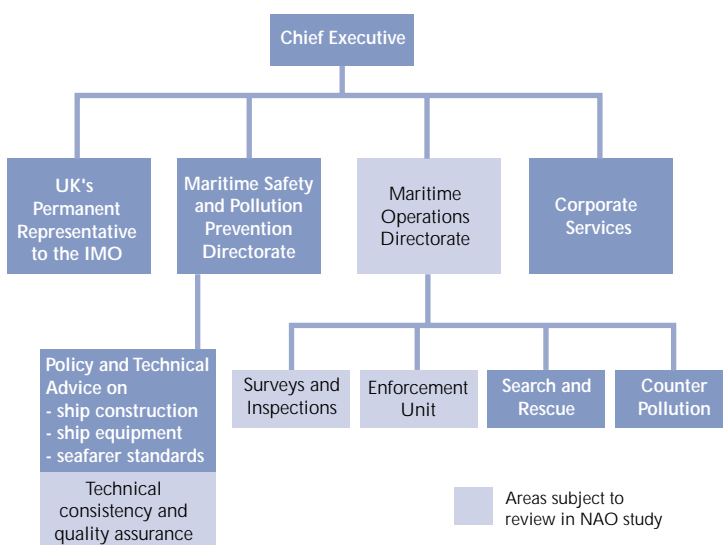 Chief Executive
UK's
Permanent
Representative
to the IMO
Maritime Safety
and Pollution
Prevention
Directorate
Maritime
Operations
Directorate
Corporate
Services
Policy and Technical
Advice on
- ship construction
- ship equipment
- seafarer standards
Technical
consistency and
quality assurance
Surveys and
Inspections
Enforcement
Unit
Search and
Rescue
Counter
Pollution
Areas subject to
review in NAO study